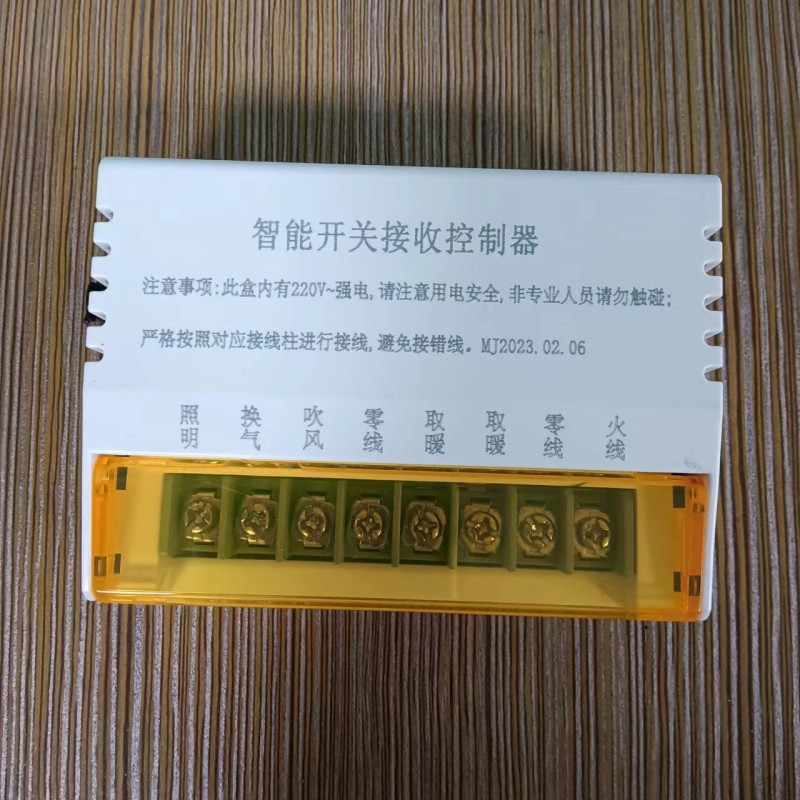 智能开关接收控制器
注意事项:此盒内有220V~强电,请注意用电安全,非专业人员请勿触碰;
严格按照对应接线柱进行接线,避免接错线。MJ2023.02.06
照明 换气 吹风 零线 取暖 取暖 零线 火线